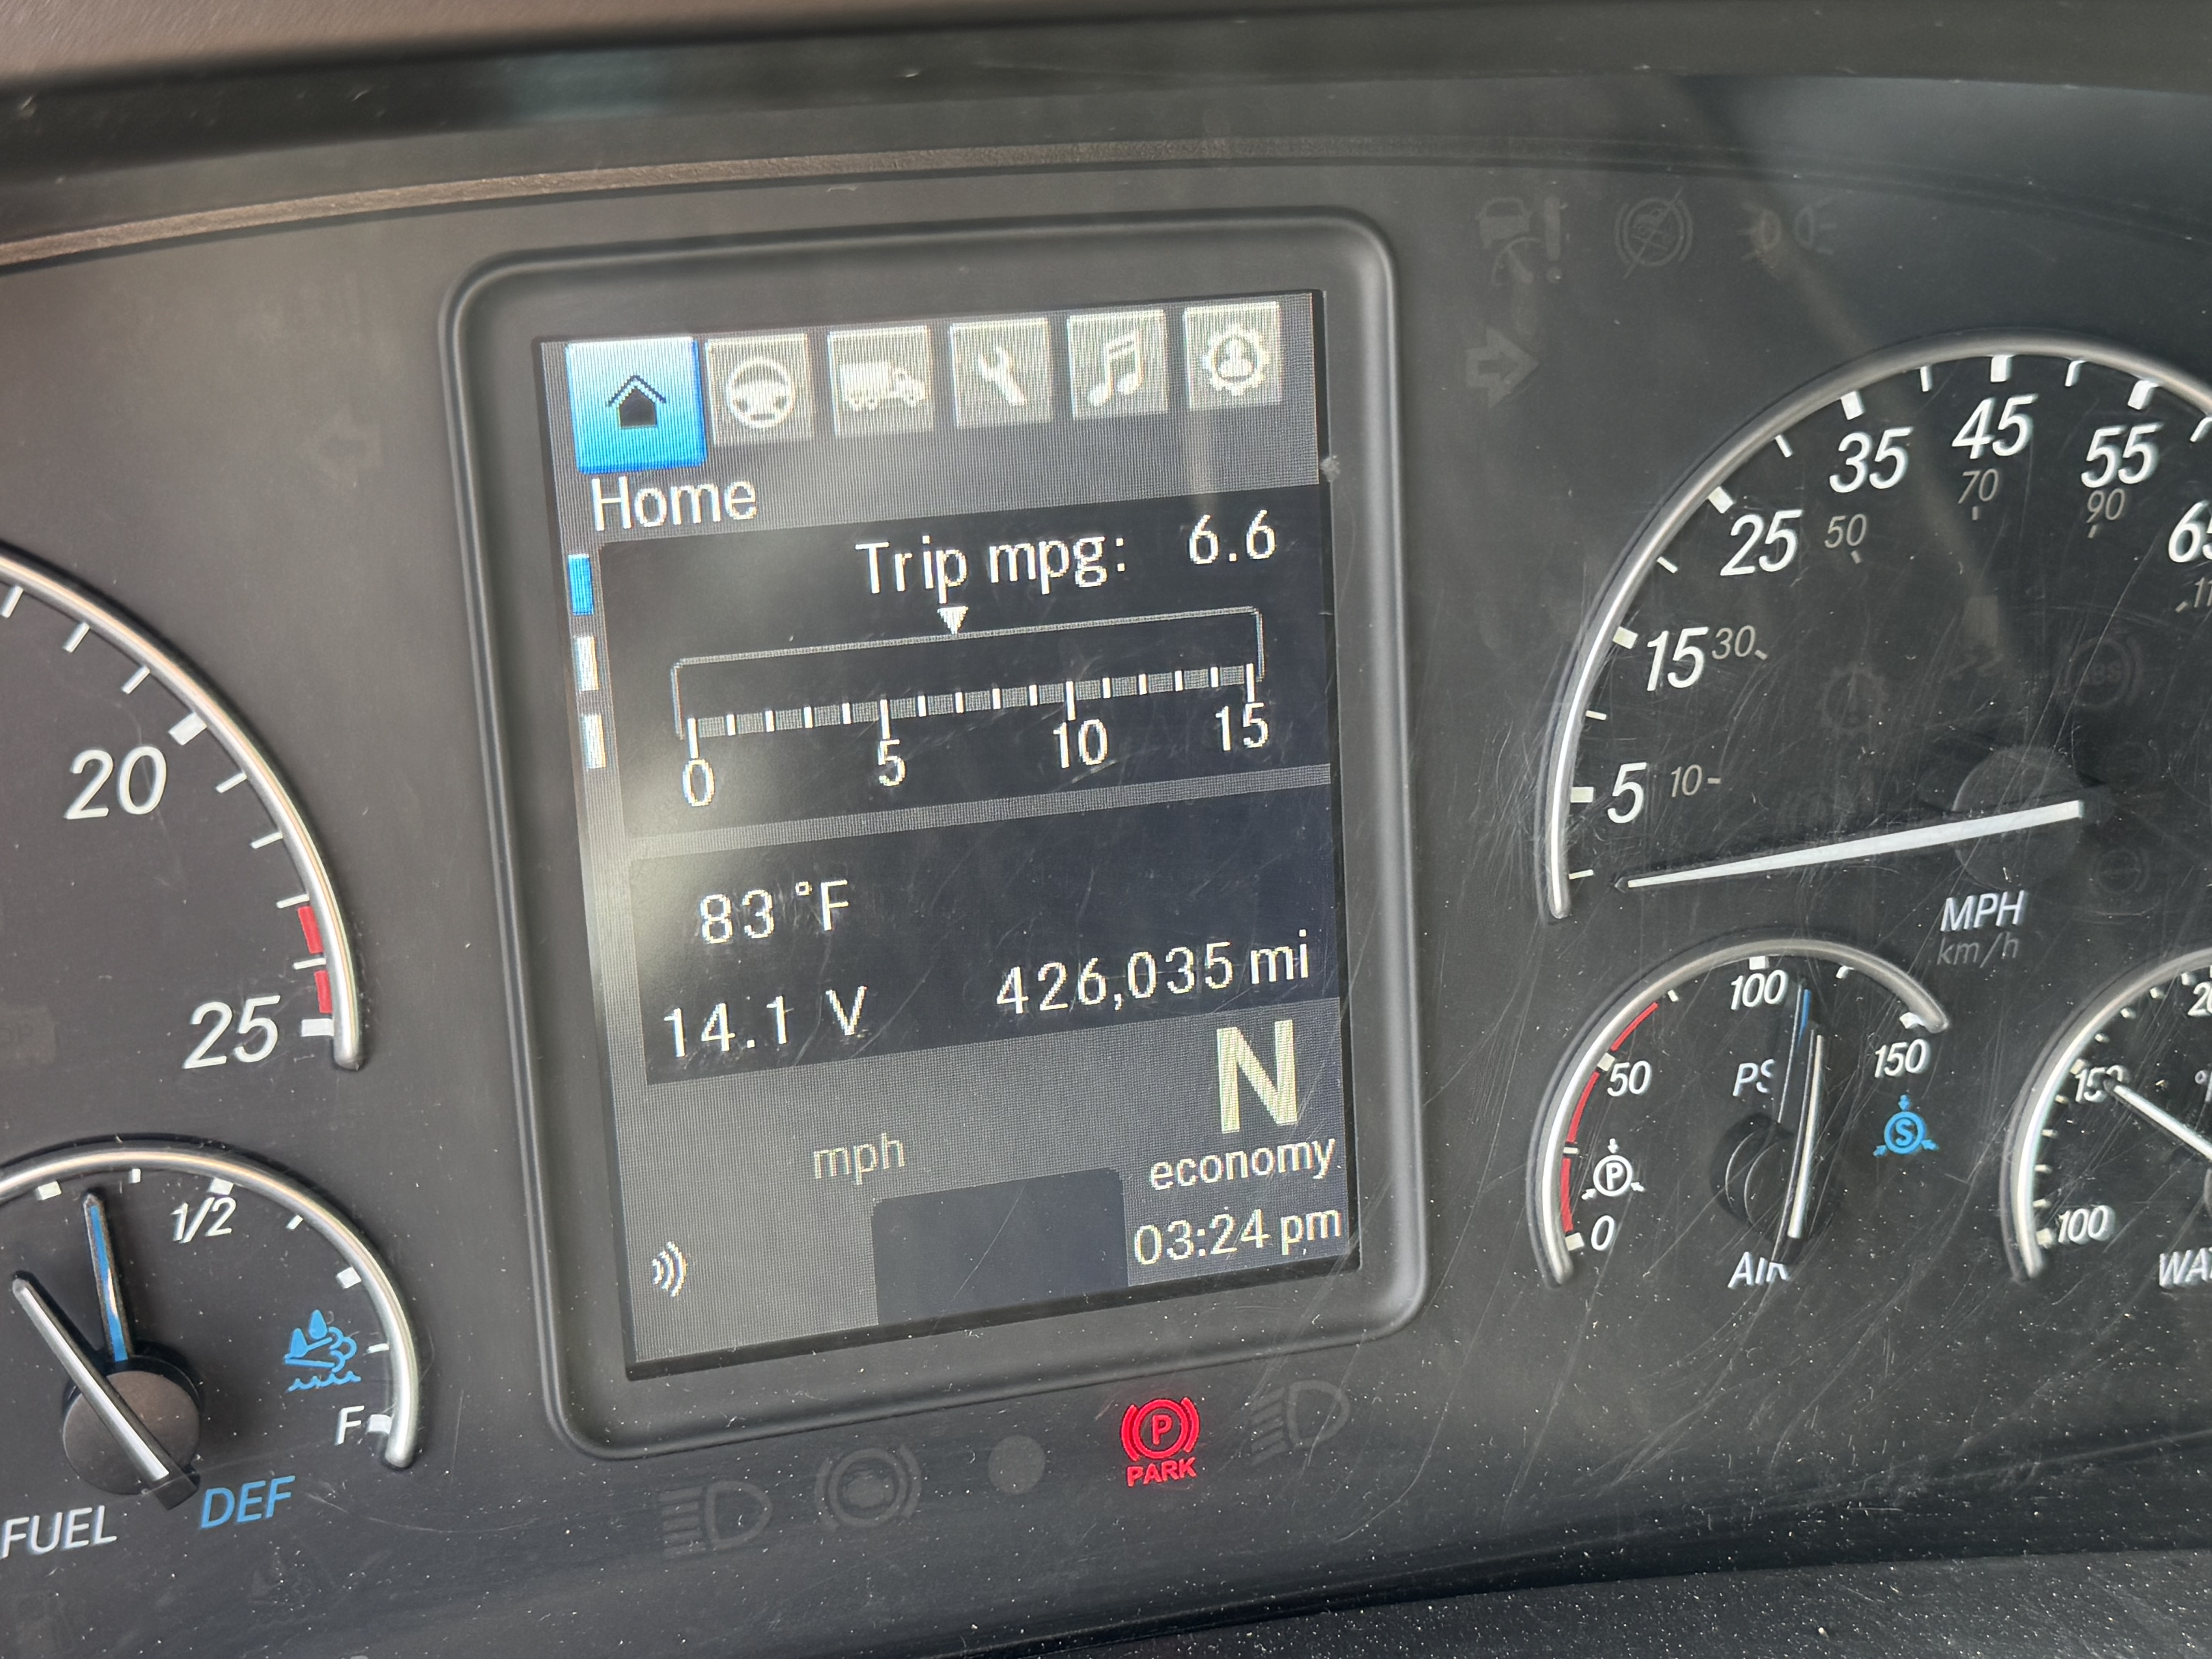 Home
Trip mpg: 6.6
0 5 10 15
83 °F
14.1 V 426,035 mi
N
mph economy
03:24 pm
20
25
1/2
F
FUEL DEF
PARK
5 15 25 35 45 55
10 30 50 70 90
MPH
km/h
0 50 100 150
P
S
AIR
100 150